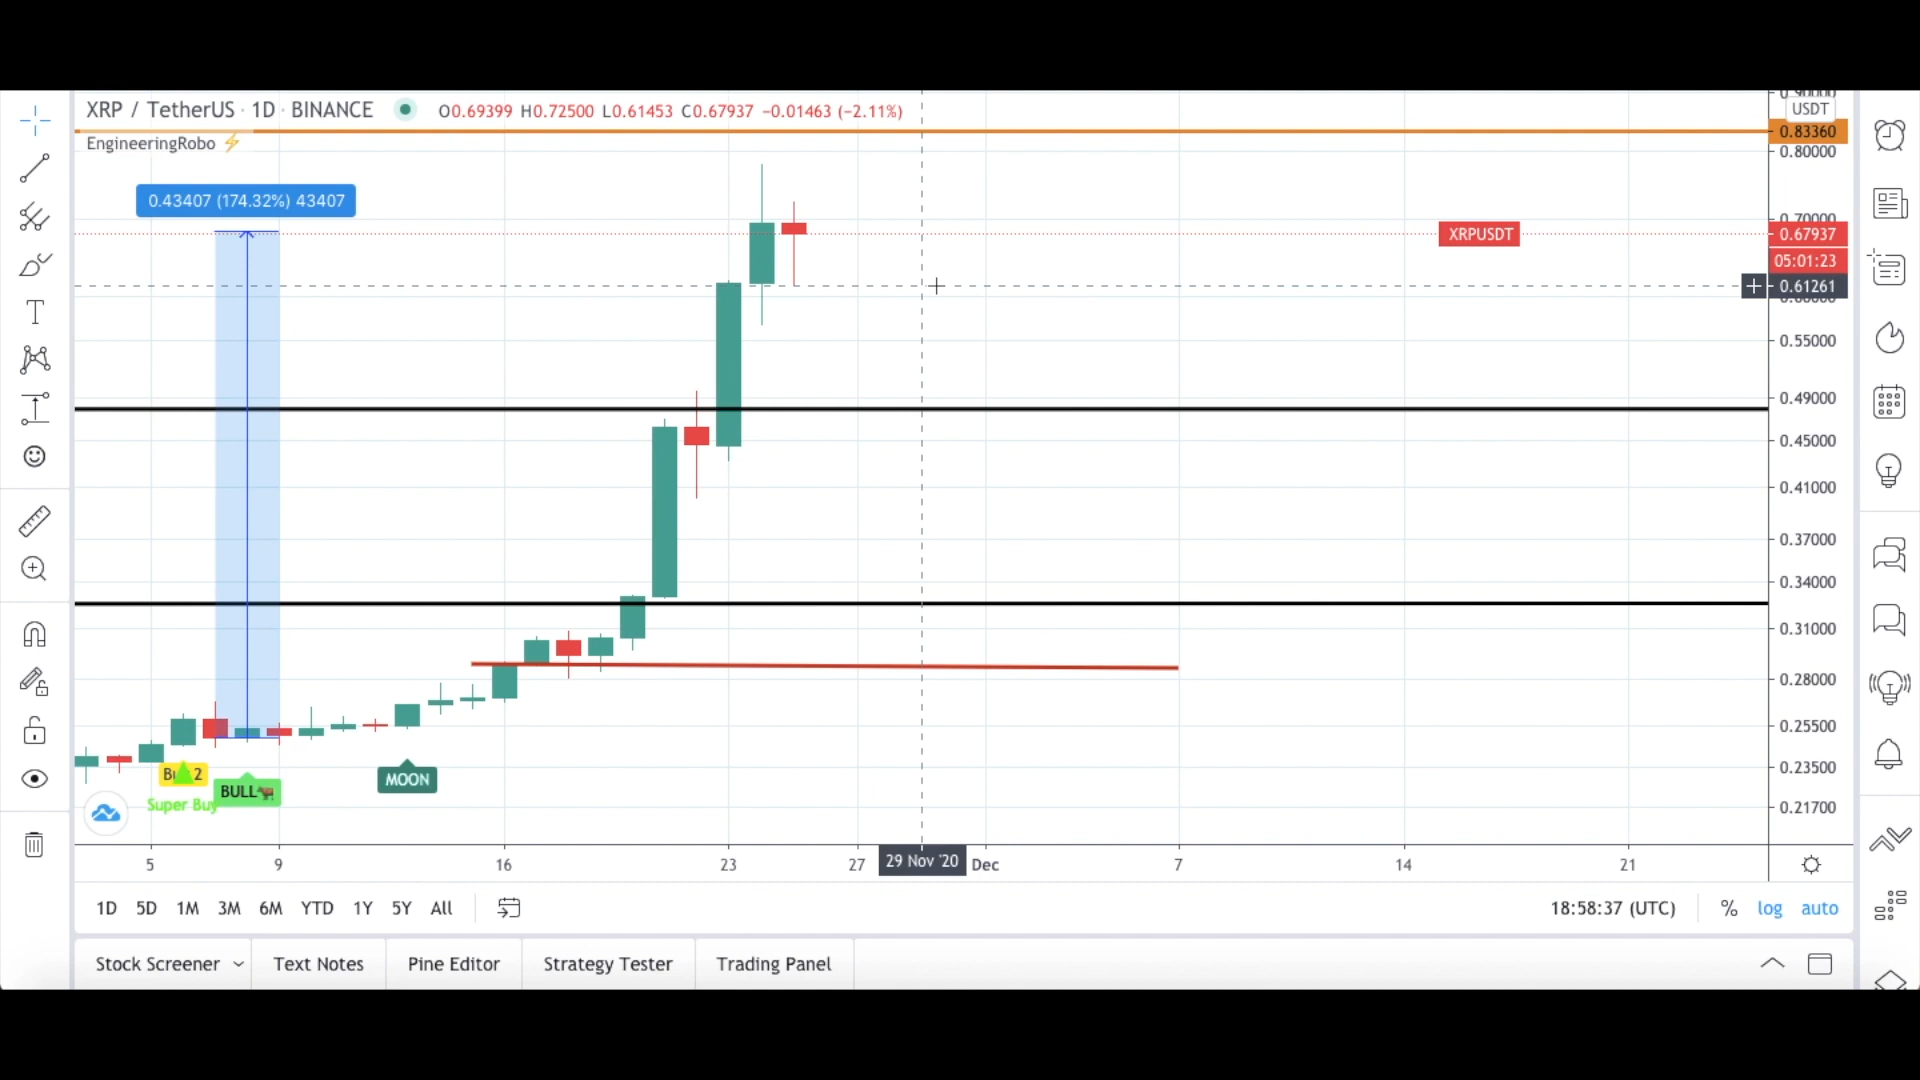 XRP / TetherUS · 1D · BINANCE O0.69399 H0.72500 L0.61453 C0.67937 −0.01463 (−2.11%)
USDT
EngineeringRobo ⚡
0.83360
0.80000
0.43407 (174.32%) 43407
0.70000
XRPUSDT 0.67937
05:01:23
0.61261
0.55000
0.49000
0.45000
0.41000
0.37000
0.34000
0.31000
0.28000
0.25500
0.23500
0.21700
2
Super Buy
BULL
MOON
5 9 16 23 27 29 Nov '20 Dec 7 14 21
1D 5D 1M 3M 6M YTD 1Y 5Y All 18:58:37 (UTC) % log auto
Stock Screener Text Notes Pine Editor Strategy Tester Trading Panel